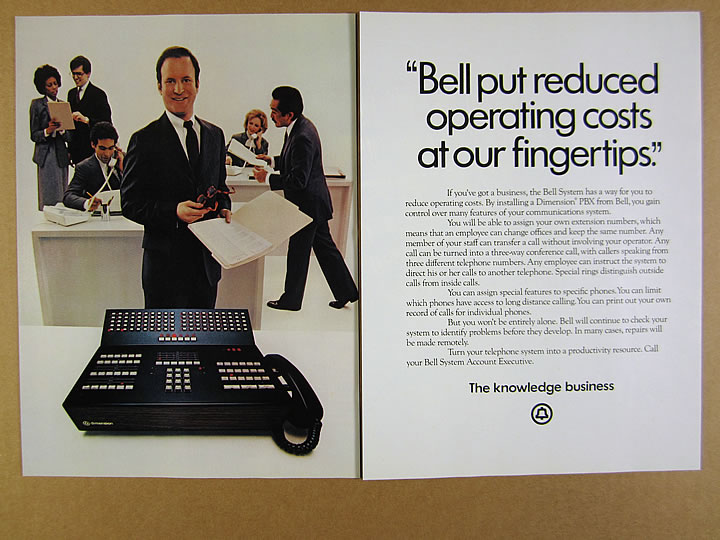 “Bell put reduced
operating costs
at our fingertips.”
If you've got a business, the Bell System has a way for you to
reduce operating costs. By installing a Dimension® PBX from Bell, you gain
control over many features of your communications system.
You will be able to assign your own extension numbers, which
means that an employee can change offices and keep the same number. Any
member of your staff can transfer a call without involving your operator. Any
call can be turned into a three-way conference call, with callers speaking from
three different telephone numbers. Any employee can instruct the system to
direct his or her calls to another telephone. Special rings distinguish outside
calls from inside calls.
You can assign special features to specific phones. You can limit
which phones have access to long distance calling. You can print out your own
record of calls for individual phones.
But you won't be entirely alone. Bell will continue to check your
system to identify problems before they develop. In many cases, repairs will
be made remotely.
Turn your telephone system into a productivity resource. Call
your Bell System Account Executive.
The knowledge business
Dimension